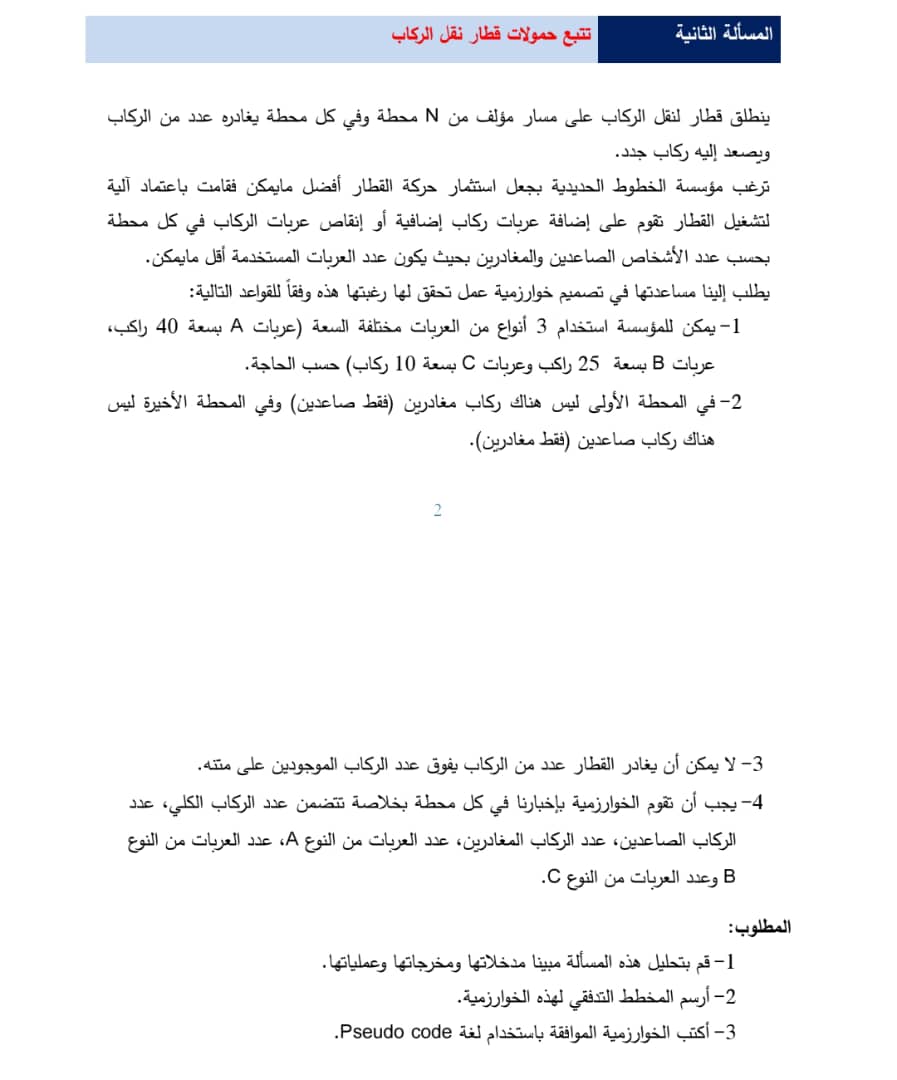 المسألة الثانية
تتبع حمولات قطار نقل الركاب
ينطلق قطار لنقل الركاب على مسار مؤلف من N محطة وفي كل محطة يغادره عدد من الركاب
ويصعد إليه ركاب جدد.
ترغب مؤسسة الخطوط الحديدية بجعل استثمار حركة القطار أفضل مايمكن فقامت باعتماد آلية
لتشغيل القطار تقوم على إضافة عربات ركاب إضافية أو إنقاص عربات الركاب في كل محطة
بحسب عدد الأشخاص الصاعدين والمغادرين بحيث يكون عدد العربات المستخدمة أقل مايمكن.
يطلب إلينا مساعدتها في تصميم خوارزمية عمل تحقق لها رغبتها هذه وفقاً للقواعد التالية:
1- يمكن للمؤسسة استخدام 3 أنواع من العربات مختلفة السعة (عربات A بسعة 40 راكب،
عربات B بسعة 25 راكب وعربات C بسعة 10 ركاب) حسب الحاجة.
2- في المحطة الأولى ليس هناك ركاب مغادرين (فقط صاعدين) وفي المحطة الأخيرة ليس
هناك ركاب صاعدين (فقط مغادرين).
2
3- لا يمكن أن يغادر القطار عدد من الركاب يفوق عدد الركاب الموجودين على متنه.
4- يجب أن تقوم الخوارزمية بإخبارنا في كل محطة بخلاصة تتضمن عدد الركاب الكلي، عدد
الركاب الصاعدين، عدد الركاب المغادرين، عدد العربات من النوع A، عدد العربات من النوع
B وعدد العربات من النوع C.
المطلوب:
1- قم بتحليل هذه المسألة مبينا مدخلاتها ومخرجاتها وعملياتها.
2- أرسم المخطط التدفقي لهذه الخوارزمية.
3- أكتب الخوارزمية الموافقة باستخدام لغة Pseudo code.